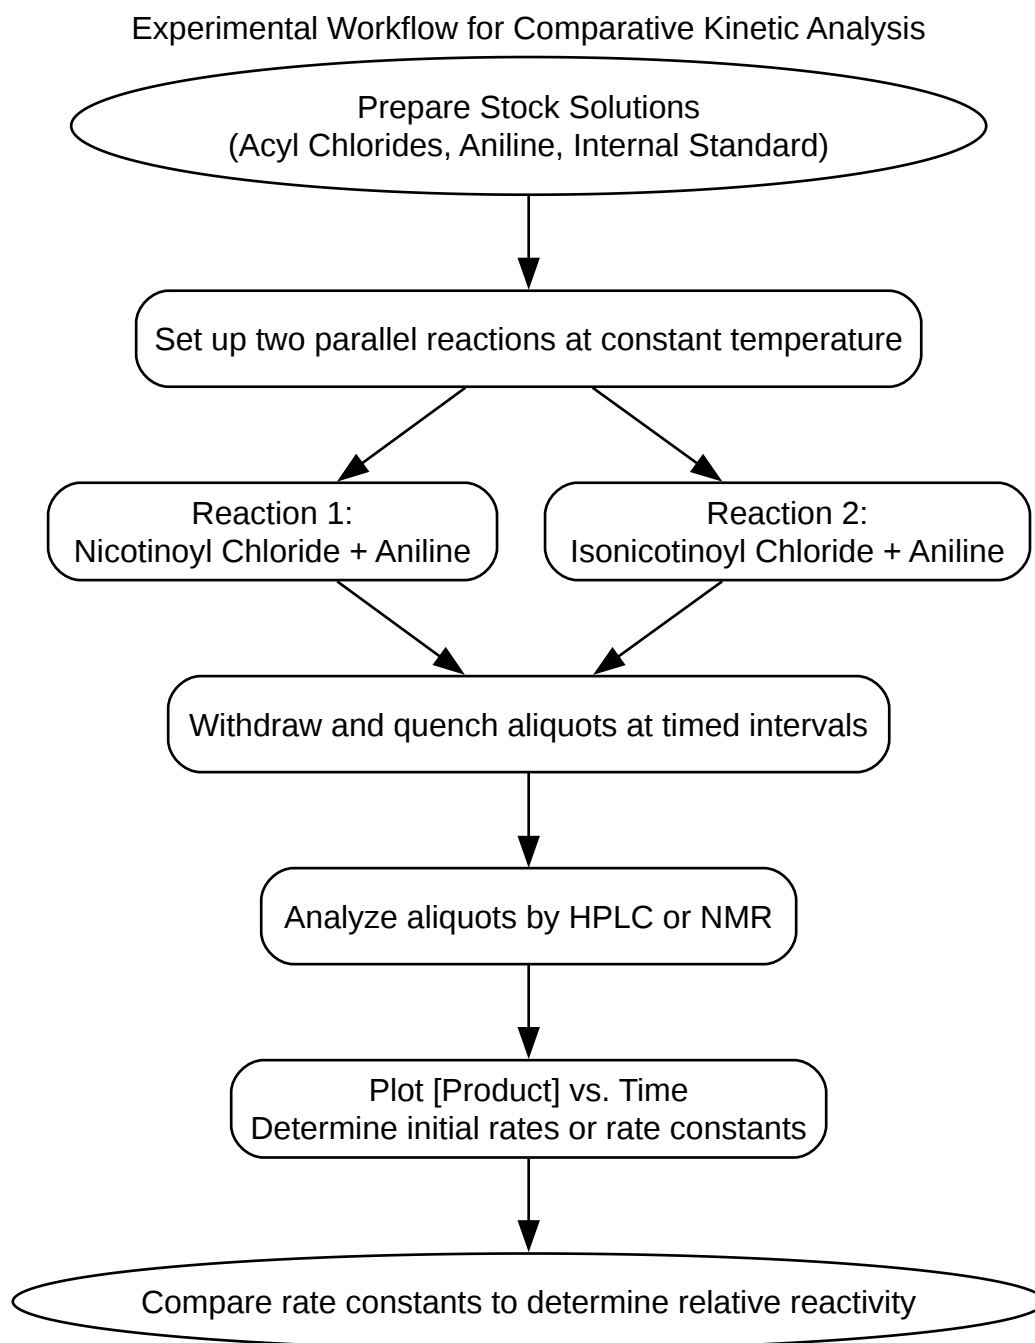 Experimental Workflow for Comparative Kinetic Analysis
Prepare Stock Solutions
(Acyl Chlorides, Aniline, Internal Standard)
Set up two parallel reactions at constant temperature
Reaction 1:
Nicotinoyl Chloride + Aniline
Reaction 2:
Isonicotinoyl Chloride + Aniline
Withdraw and quench aliquots at timed intervals
Analyze aliquots by HPLC or NMR
Plot [Product] vs. Time
Determine initial rates or rate constants
Compare rate constants to determine relative reactivity